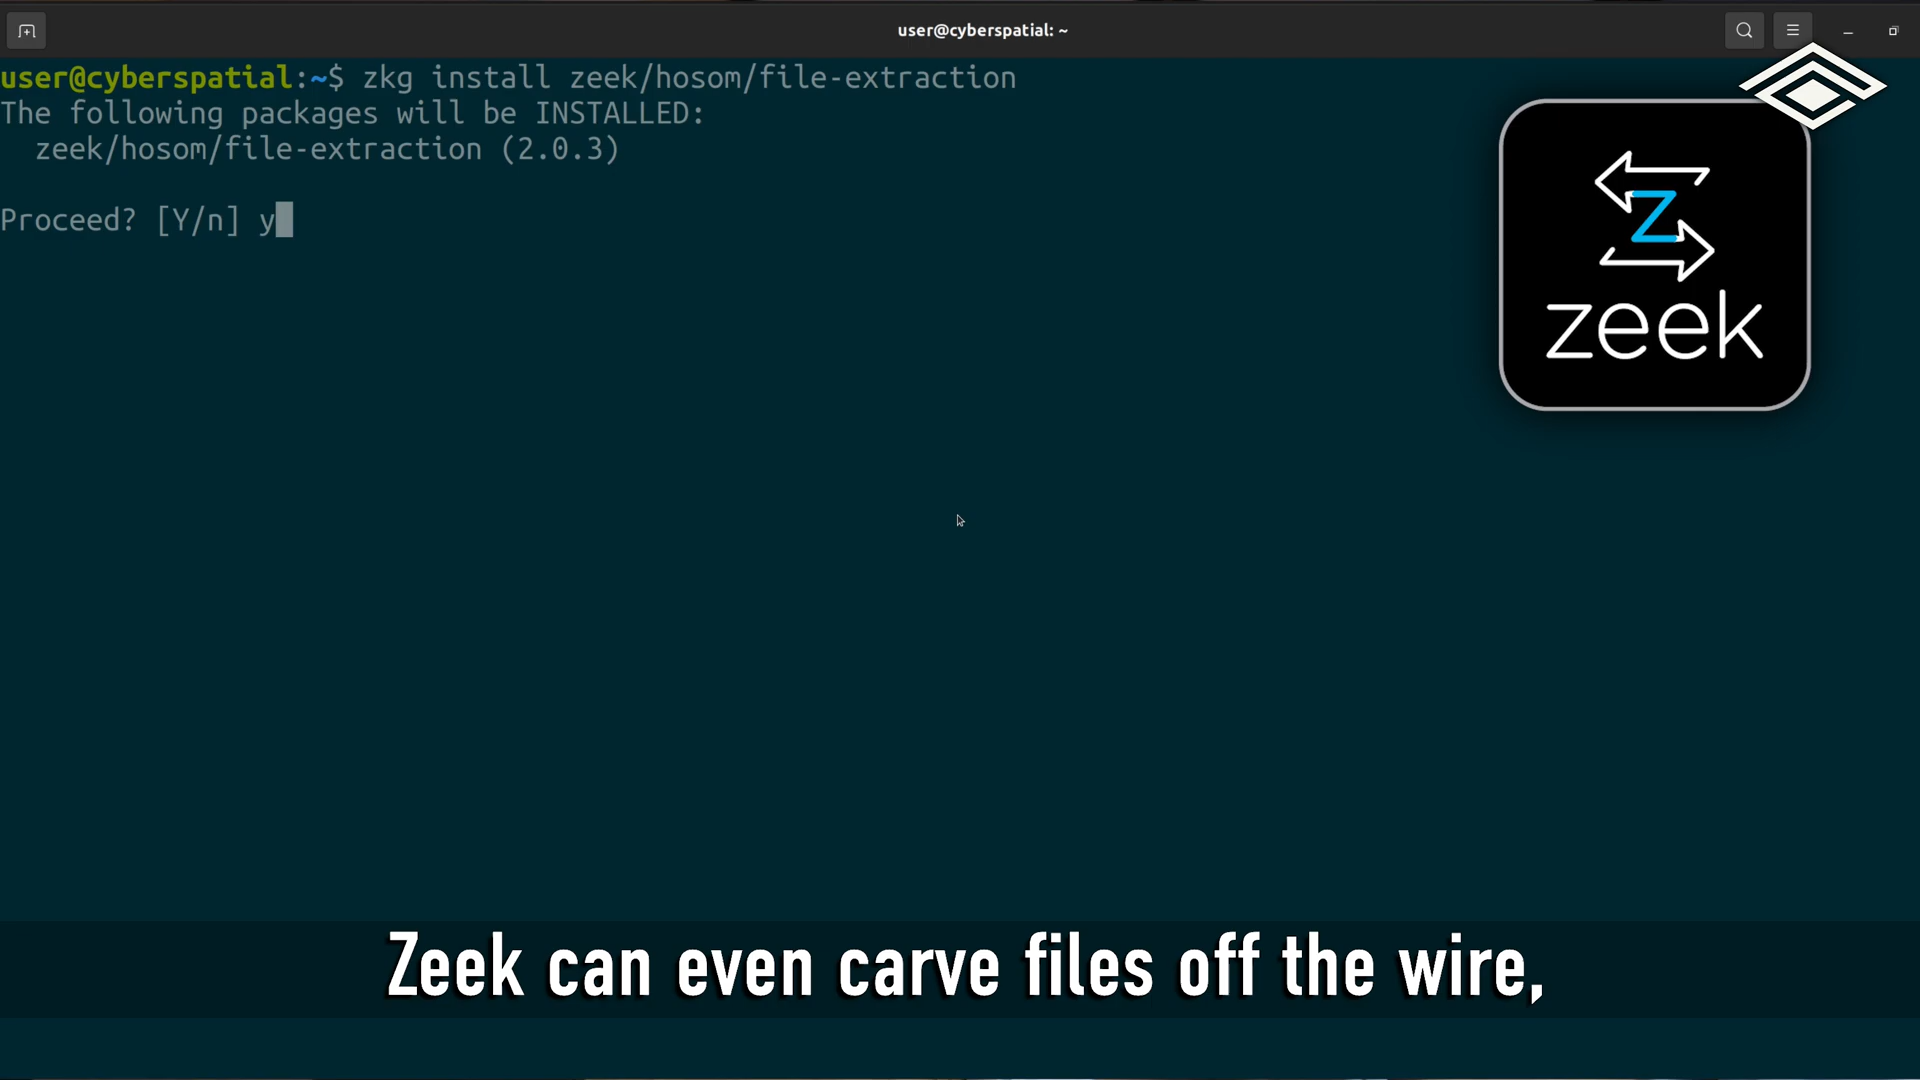 user@cyberspatial: ~
user@cyberspatial:~$ zkg install zeek/hosom/file-extraction
The following packages will be INSTALLED:
zeek/hosom/file-extraction (2.0.3)
Proceed? [Y/n] y
Z
zeek
Zeek can even carve files off the wire,